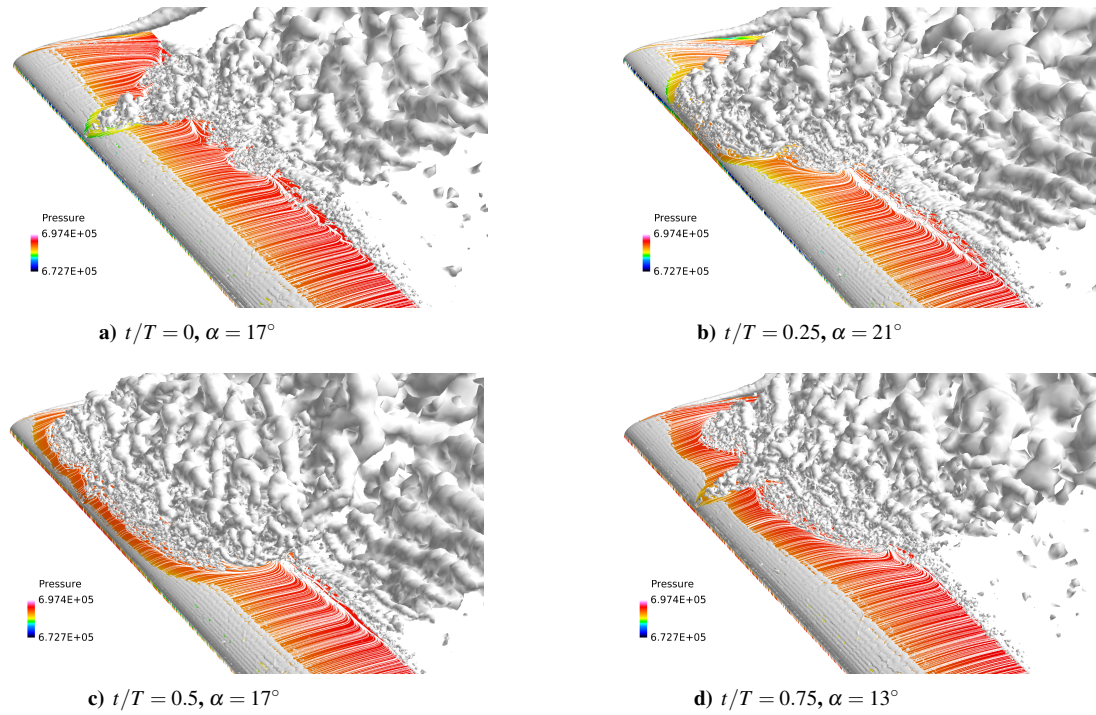 Pressure
6.974E+05
6.727E+05
a) t/T = 0, α = 17°
Pressure
6.974E+05
6.727E+05
b) t/T = 0.25, α = 21°
Pressure
6.974E+05
6.727E+05
c) t/T = 0.5, α = 17°
Pressure
6.974E+05
6.727E+05
d) t/T = 0.75, α = 13°